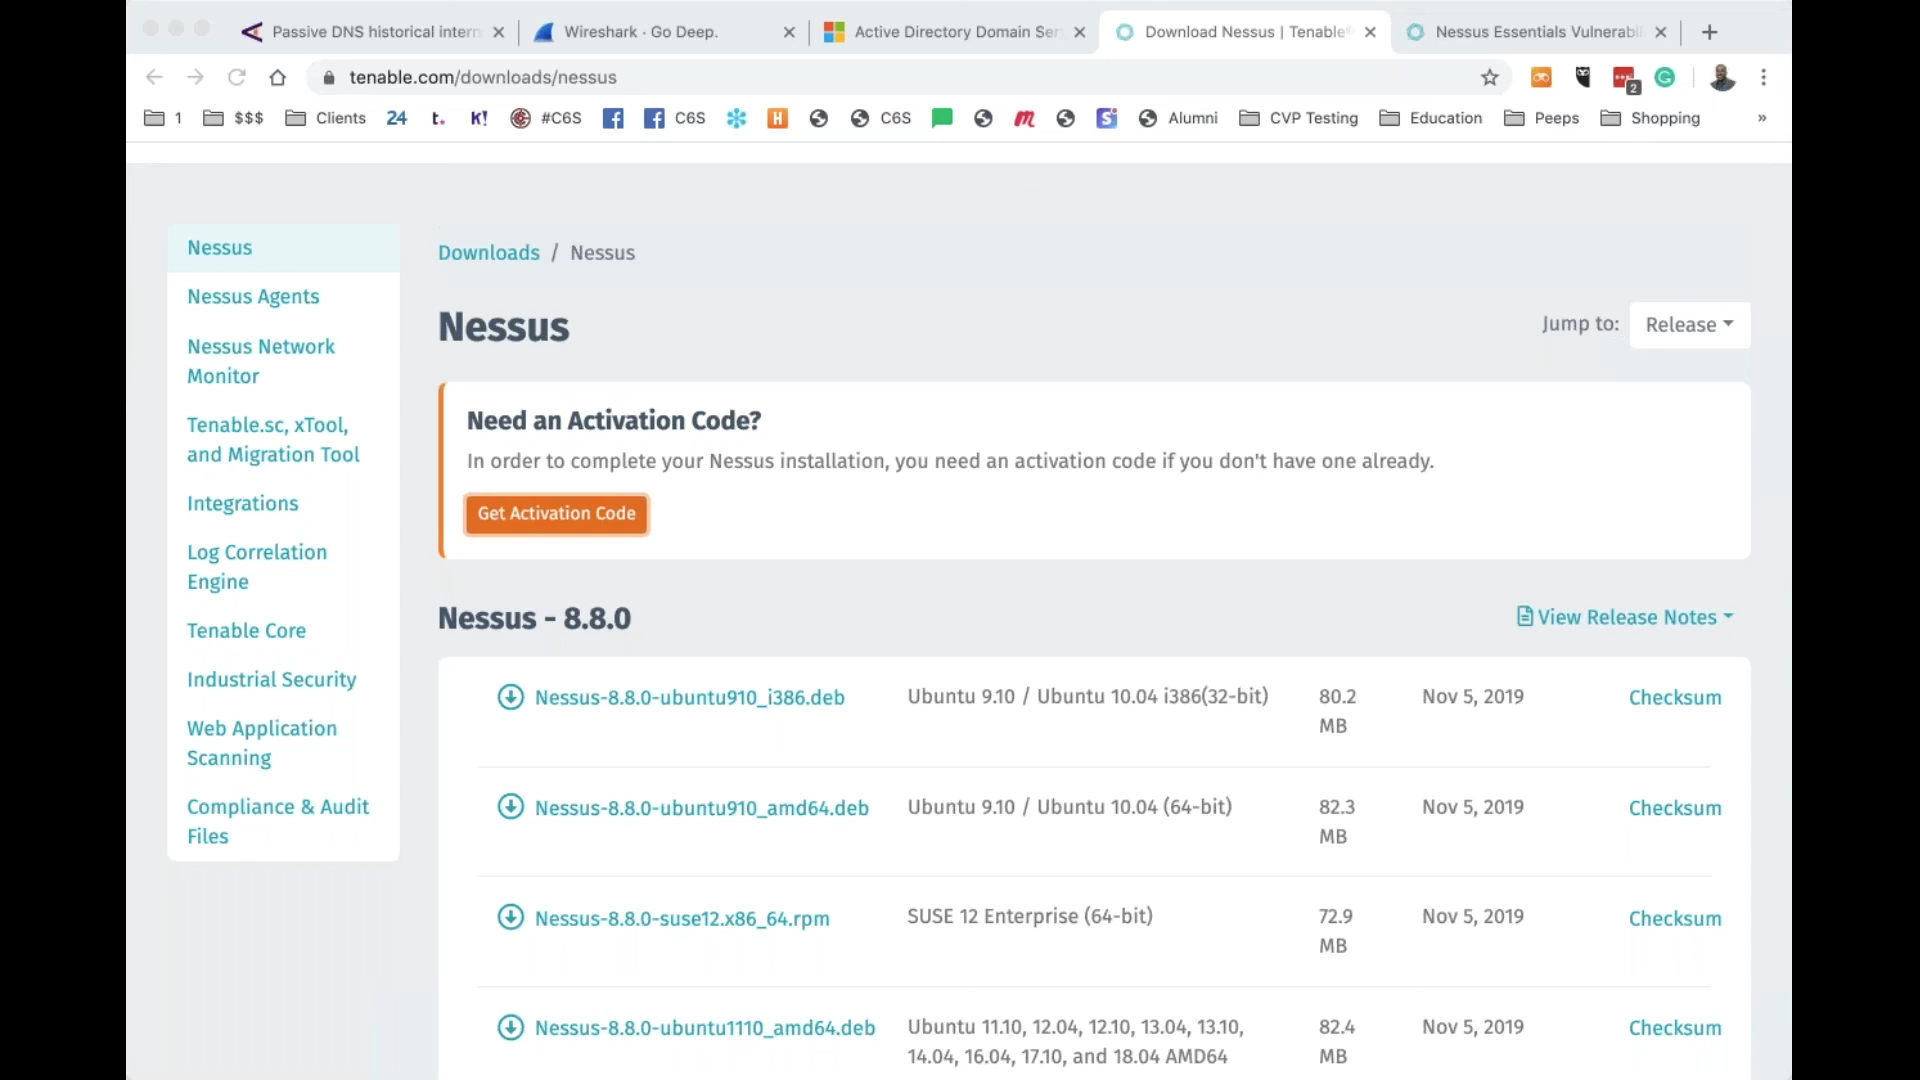 Passive DNS historical intern
Wireshark · Go Deep.
Active Directory Domain Ser
Download Nessus | Tenable®
Nessus Essentials Vulnerabil
tenable.com/downloads/nessus
2
1
$$$
Clients
24
t.
K!
#C6S
C6S
H
C6S
m
S
Alumni
CVP Testing
Education
Peeps
Shopping
»
Nessus
Nessus Agents
Nessus Network
Monitor
Tenable.sc, xTool,
and Migration Tool
Integrations
Log Correlation
Engine
Tenable Core
Industrial Security
Web Application
Scanning
Compliance & Audit
Files
Downloads / Nessus
Nessus
Jump to: Release
Need an Activation Code?
In order to complete your Nessus installation, you need an activation code if you don't have one already.
Get Activation Code
Nessus - 8.8.0
View Release Notes
Nessus-8.8.0-ubuntu910_i386.deb
Ubuntu 9.10 / Ubuntu 10.04 i386(32-bit)
80.2
MB
Nov 5, 2019
Checksum
Nessus-8.8.0-ubuntu910_amd64.deb
Ubuntu 9.10 / Ubuntu 10.04 (64-bit)
82.3
MB
Nov 5, 2019
Checksum
Nessus-8.8.0-suse12.x86_64.rpm
SUSE 12 Enterprise (64-bit)
72.9
MB
Nov 5, 2019
Checksum
Nessus-8.8.0-ubuntu1110_amd64.deb
Ubuntu 11.10, 12.04, 12.10, 13.04, 13.10,
14.04, 16.04, 17.10, and 18.04 AMD64
82.4
MB
Nov 5, 2019
Checksum